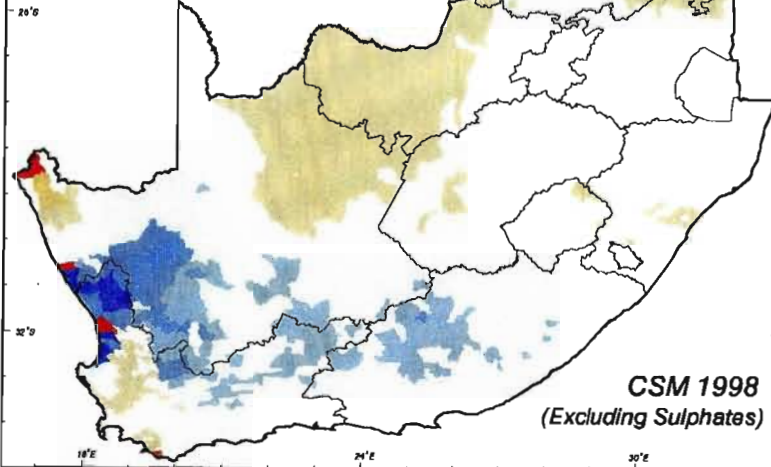 26°S
32°S
CSM 1998
(Excluding Sulphates)
18°E
24°E
30°E